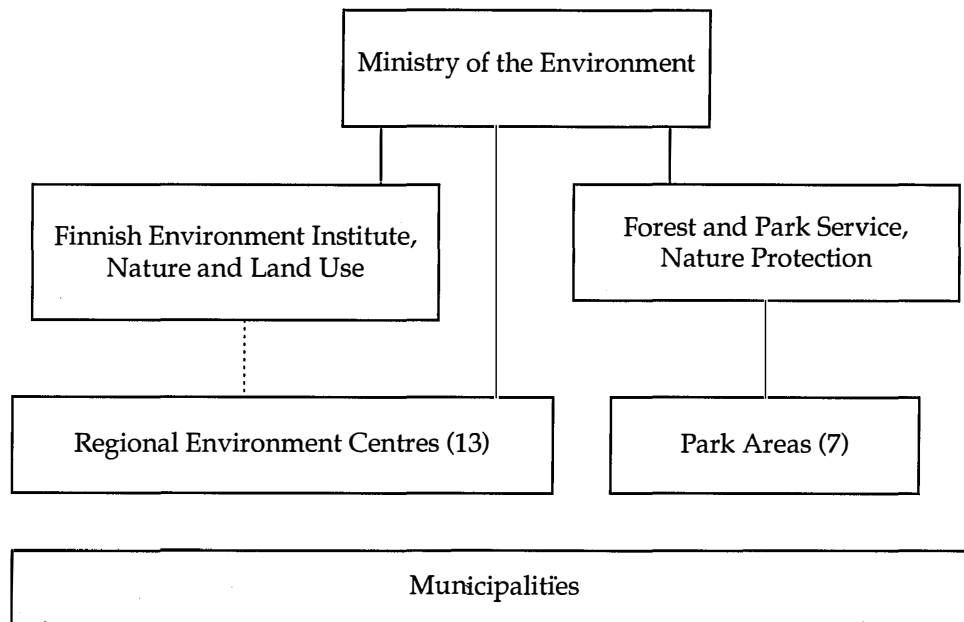 Ministry of the Environment
Finnish Environment Institute,
Nature and Land Use
Forest and Park Service,
Nature Protection
Regional Environment Centres (13)
Park Areas (7)
Municipalities